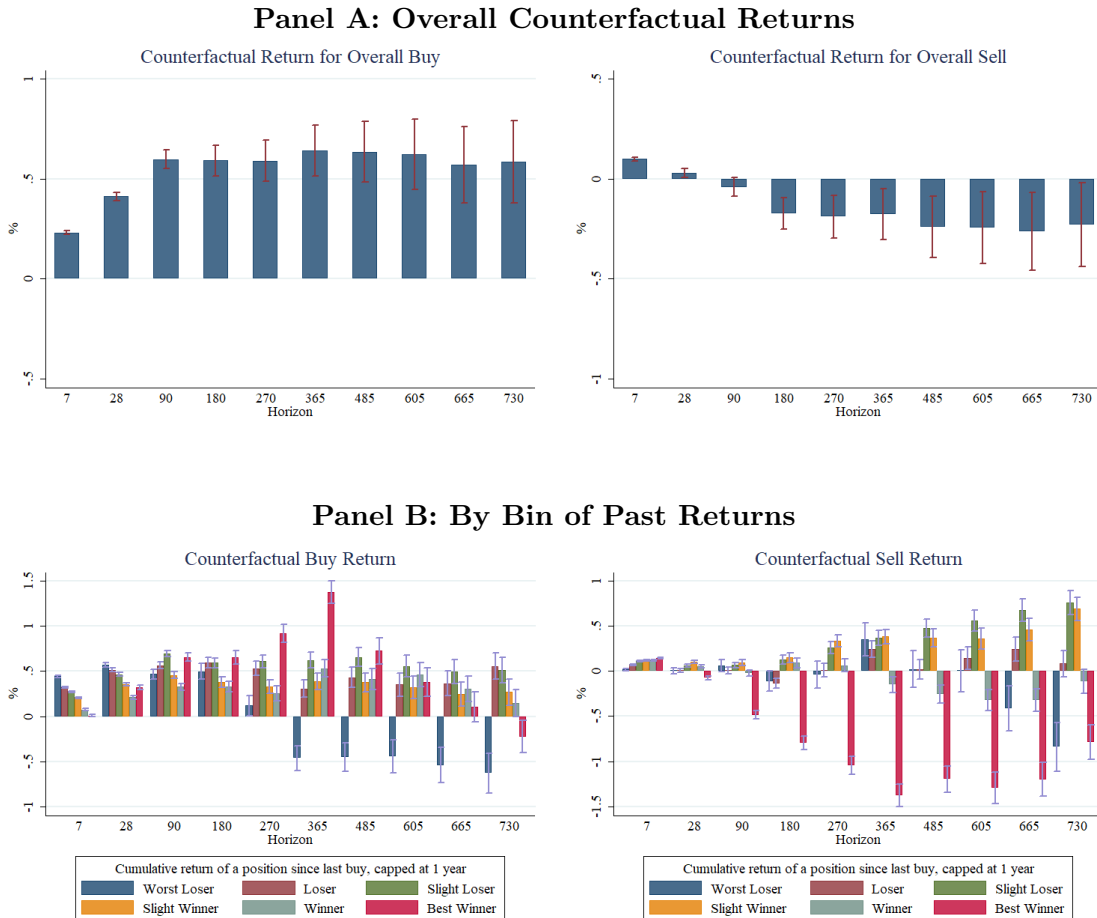 Panel A: Overall Counterfactual Returns
Counterfactual Return for Overall Buy
1
.5
0
-.5
%
7 28 90 180 270 365 485 605 665 730
Horizon
Counterfactual Return for Overall Sell
.5
0
-.5
-1
%
7 28 90 180 270 365 485 605 665 730
Horizon
Panel B: By Bin of Past Returns
Counterfactual Buy Return
1.5
1
.5
0
-.5
-1
%
7 28 90 180 270 365 485 605 665 730
Horizon
Cumulative return of a position since last buy, capped at 1 year
Worst Loser Loser Slight Loser
Slight Winner Winner Best Winner
Counterfactual Sell Return
1
.5
0
-.5
-1
-1.5
%
7 28 90 180 270 365 485 605 665 730
Horizon
Cumulative return of a position since last buy, capped at 1 year
Worst Loser Loser Slight Loser
Slight Winner Winner Best Winner